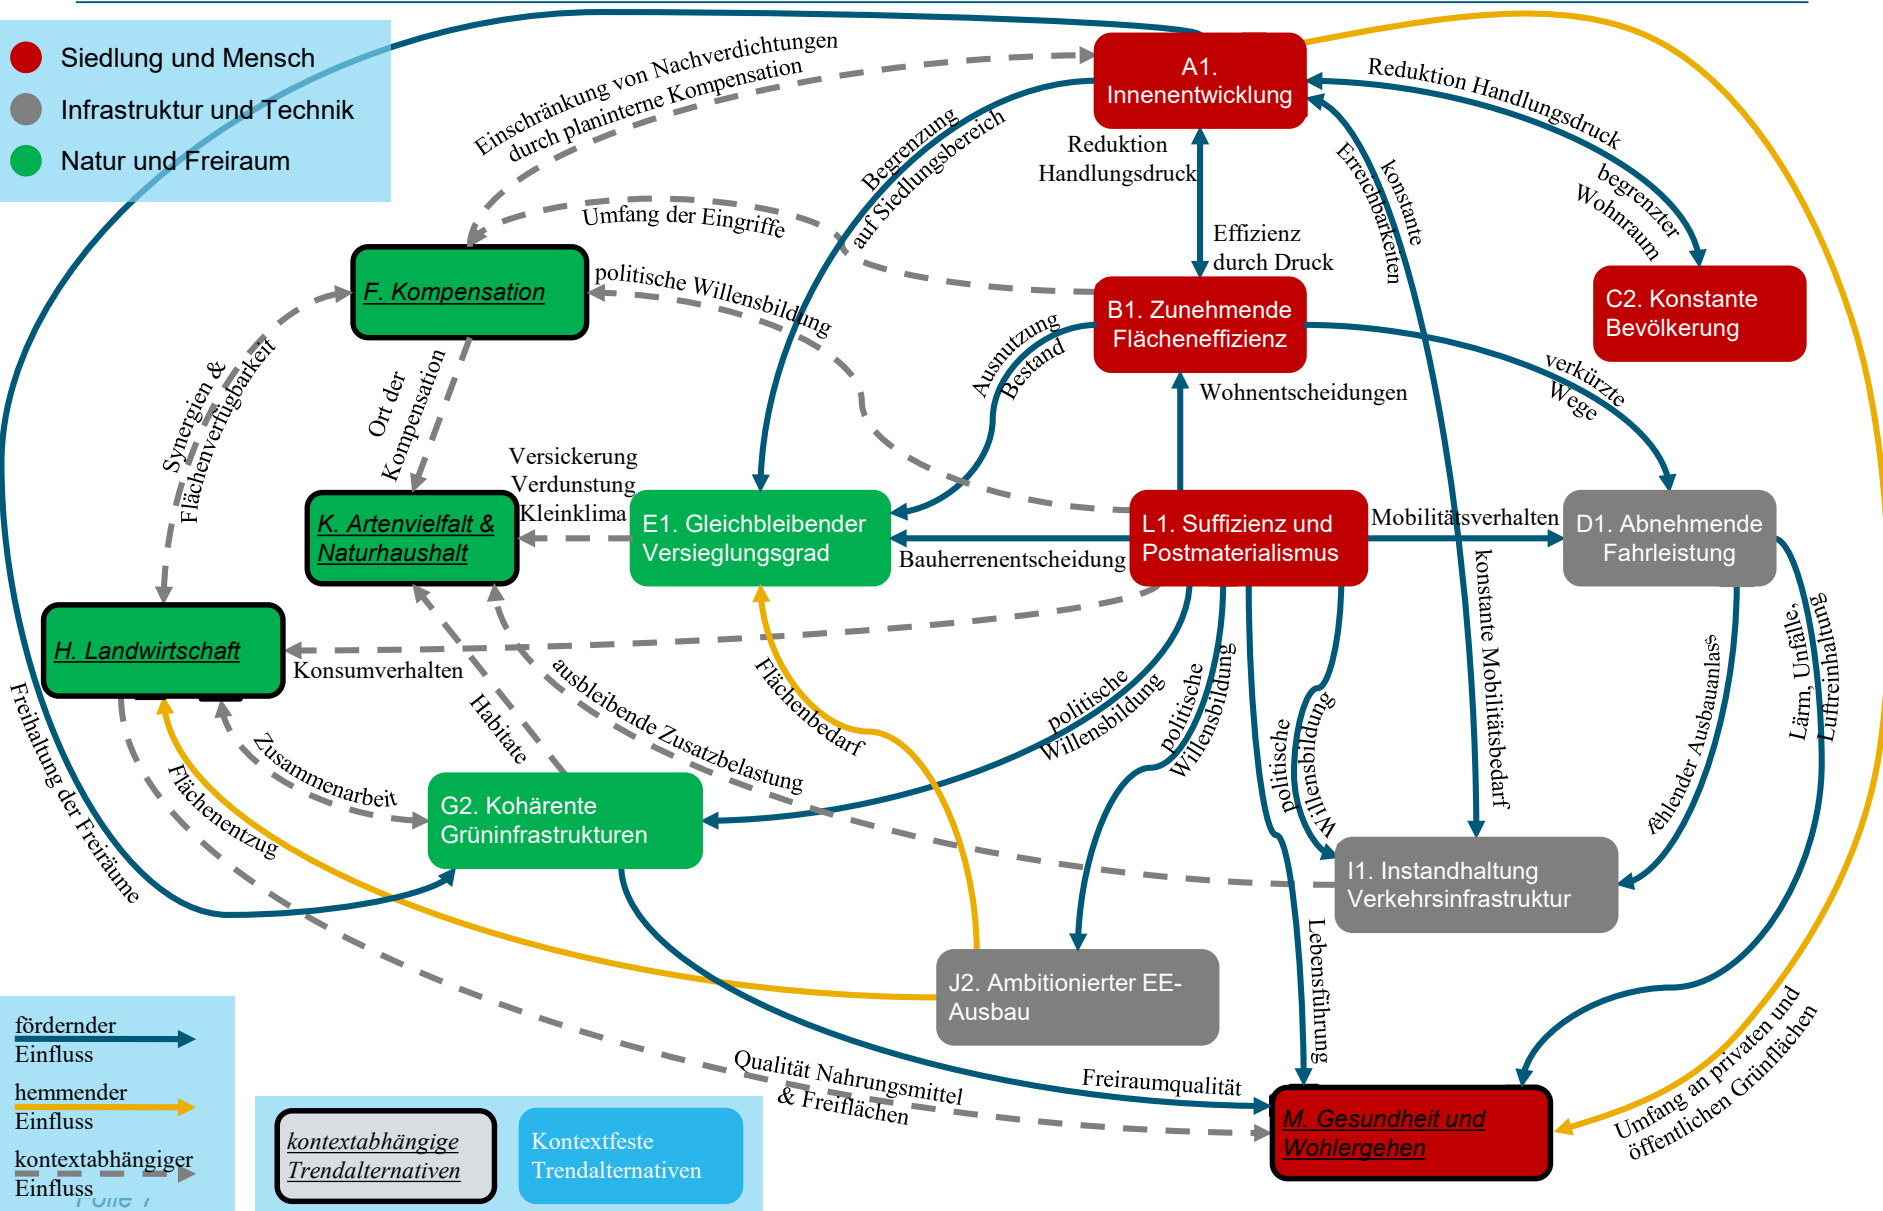 Siedlung und Mensch
Infrastruktur und Technik
Natur und Freiraum
Einschränkung von Nachverdichtungen
durch planinterne Kompensation
A1.
Innenentwicklung
Reduktion Handlungsdruck
begrenzter
Wohnraum
Begrenzung
auf Siedlungsbereich
Reduktion
Handlungsdruck
konstante
Erreichbarkeiten
Umfang der Eingriffe
Effizienz
durch Druck
F. Kompensation
politische Willensbildung
B1. Zunehmende
Flächeneffizienz
C2. Konstante
Bevölkerung
Ausnutzung
Bestand
verkürzte
Wege
Wohnentscheidungen
Synergien &
Flächenverfügbarkeit
Ort der
Kompensation
Versickerung
Verdunstung
Kleinklima
K. Artenvielfalt &
Naturhaushalt
E1. Gleichbleibender
Versieglungsgrad
Bauherrenentscheidung
L1. Suffizienz und
Postmaterialismus
Mobilitätsverhalten
D1. Abnehmende
Fahrleistung
H. Landwirtschaft
Konsumverhalten
konstante Mobilitätsbedarf
Lärm, Unfälle,
Luftreinhaltung
fehlender Ausbauanlass
Freihaltung der Freiräume
Zusammenarbeit
Flächenentzug
Habitate
ausbleibende Zusatzbelastung
Flächenbedarf
politische
Willensbildung
politische
Willensbildung
politische
Willensbildung
G2. Kohärente
Grüninfrastrukturen
I1. Instandhaltung
Verkehrsinfrastruktur
J2. Ambitionierter EE-
Ausbau
Lebensführung
Qualität Nahrungsmittel
& Freiflächen
Freiraumqualität
M. Gesundheit und
Wohlergehen
Umfang an privaten und
öffentlichen Grünflächen
fördernder
Einfluss
hemmender
Einfluss
kontextabhängiger
Einfluss
kontextabhängige
Trendalternativen
Kontextfeste
Trendalternativen